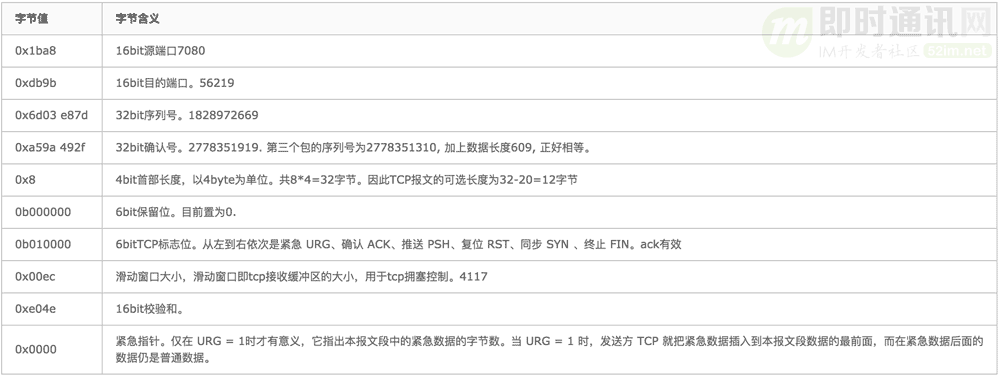 字节值 字节含义
即时通讯网
IM开发者社区 52im.net
0x1ba8 16bit源端口7080
0xdb9b 16bit目的端口。56219
0x6d03 e87d 32bit序列号。1828972669
0xa59a 492f 32bit确认号。2778351919. 第三个包的序列号为2778351310, 加上数据长度609, 正好相等。
0x8 4bit首部长度，以4byte为单位。共8*4=32字节。因此TCP报文的可选长度为32-20=12字节
0b000000 6bit保留位。目前置为0.
0b010000 6bitTCP标志位。从左到右依次是紧急 URG、确认 ACK、推送 PSH、复位 RST、同步 SYN 、终止 FIN。ack有效
0x00ec 滑动窗口大小，滑动窗口即tcp接收缓冲区的大小，用于tcp拥塞控制。4117
0xe04e 16bit校验和。
0x0000 紧急指针。仅在 URG = 1时才有意义，它指出本报文段中的紧急数据的字节数。当 URG = 1 时，发送方 TCP 就把紧急数据插入到本报文段数据的最前面，而在紧急数据后面的
数据仍是普通数据。